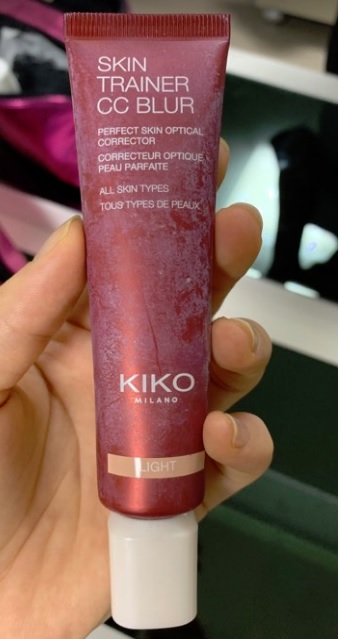 SKIN
TRAINER
CC BLUR
PERFECT SKIN OPTICAL
CORRECTOR
CORRECTEUR OPTIQUE
PEAU PARFAITE
ALL SKIN TYPES
TOUS TYPES DE PEAUX
KIKO
MILANO
LIGHT